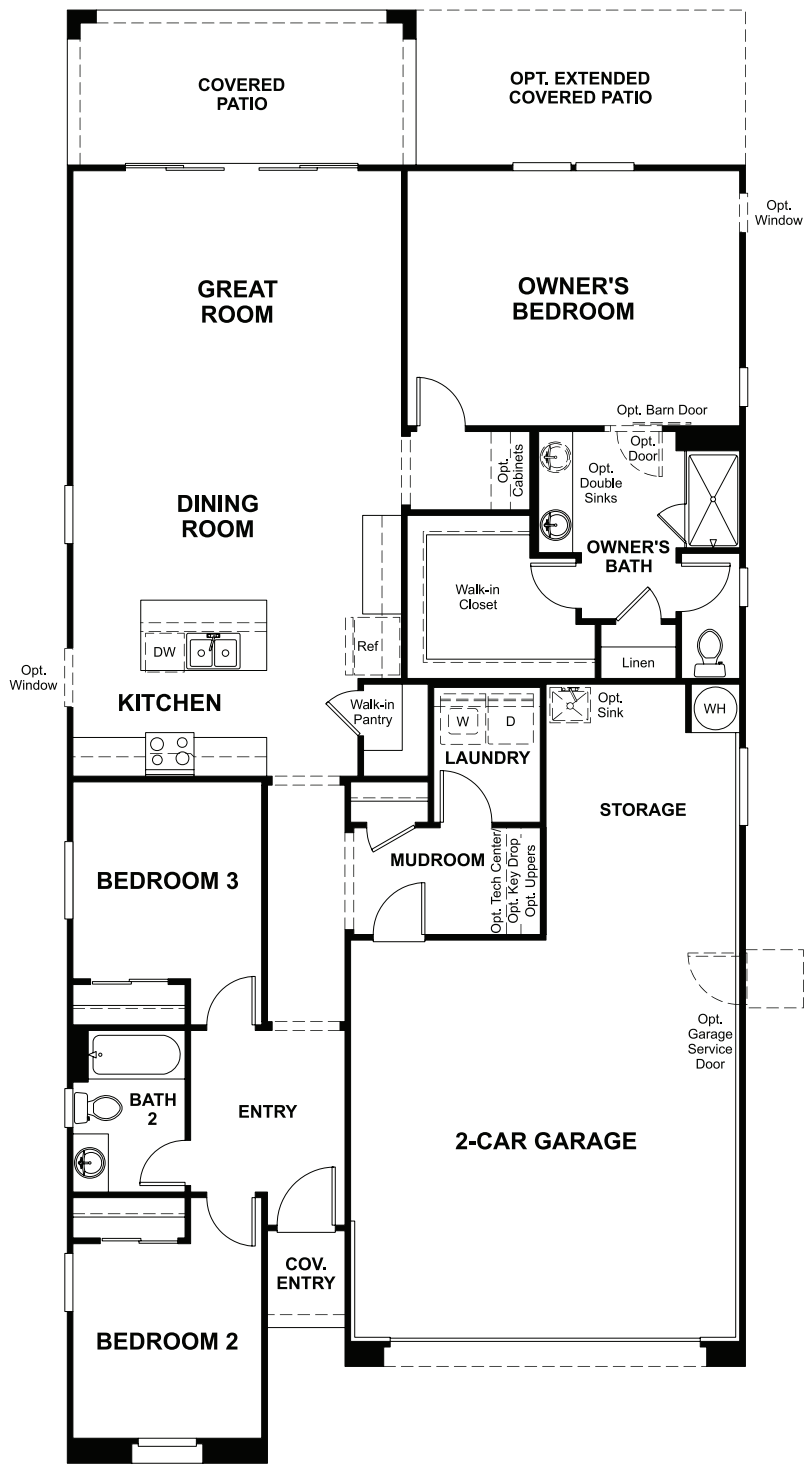 COVERED
PATIO
OPT. EXTENDED
COVERED PATIO
Opt.
Window
GREAT
ROOM
OWNER'S
BEDROOM
Opt. Barn Door
Opt.
Door
Opt.
Cabinets
Opt.
Double
Sinks
DINING
ROOM
OWNER'S
BATH
Walk-in
Closet
Ref
DW
Linen
Opt.
Window
KITCHEN
Walk-in
Pantry
W
D
LAUNDRY
Opt.
Sink
WH
STORAGE
MUDROOM
Opt. Tech Center/
Opt. Key Drop
Opt. Uppers
BEDROOM 3
Opt.
Garage
Service
Door
BATH
2
ENTRY
2-CAR GARAGE
COV.
ENTRY
BEDROOM 2